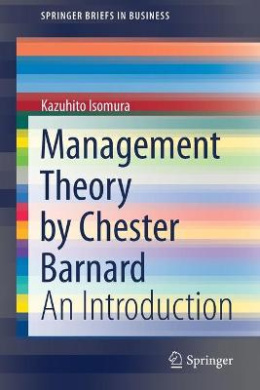 SPRINGER BRIEFS IN BUSINESS
Kazuhito Isomura
Management
Theory
by Chester
Barnard
An Introduction
Springer